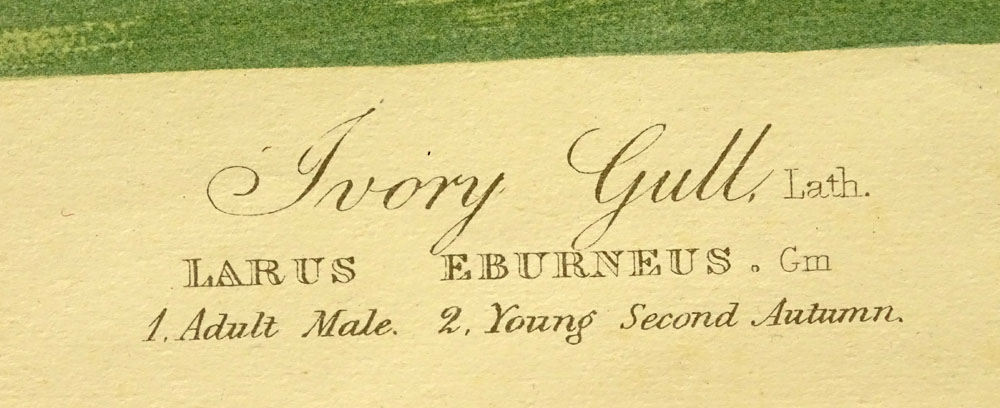 Ivory Gull, Lath.
LARUS EBURNEUS. Gm
1. Adult Male. 2. Young Second Autumn.